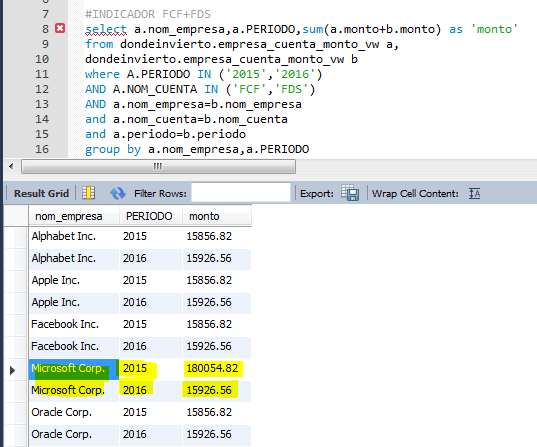 7 #INDICADOR FCF+FDS
8 select a.nom_empresa,a.PERIODO,sum(a.monto+b.monto) as 'monto'
9 from dondeinvierto.empresa_cuenta_monto_vw a,
10 dondeinvierto.empresa_cuenta_monto_vw b
11 where A.PERIODO IN ('2015','2016')
12 AND A.NOM_CUENTA IN ('FCF','FDS')
13 AND a.nom_empresa=b.nom_empresa
14 and a.nom_cuenta=b.nom_cuenta
15 and a.periodo=b.periodo
16 group by a.nom_empresa,a.PERIODO
Result Grid Filter Rows: Export: Wrap Cell Content:
nom_empresa PERIODO monto
Alphabet Inc. 2015 15856.82
Alphabet Inc. 2016 15926.56
Apple Inc. 2015 15856.82
Apple Inc. 2016 15926.56
Facebook Inc. 2015 15856.82
Facebook Inc. 2016 15926.56
Microsoft Corp. 2015 180054.82
Microsoft Corp. 2016 15926.56
Oracle Corp. 2015 15856.82
Oracle Corp. 2016 15926.56